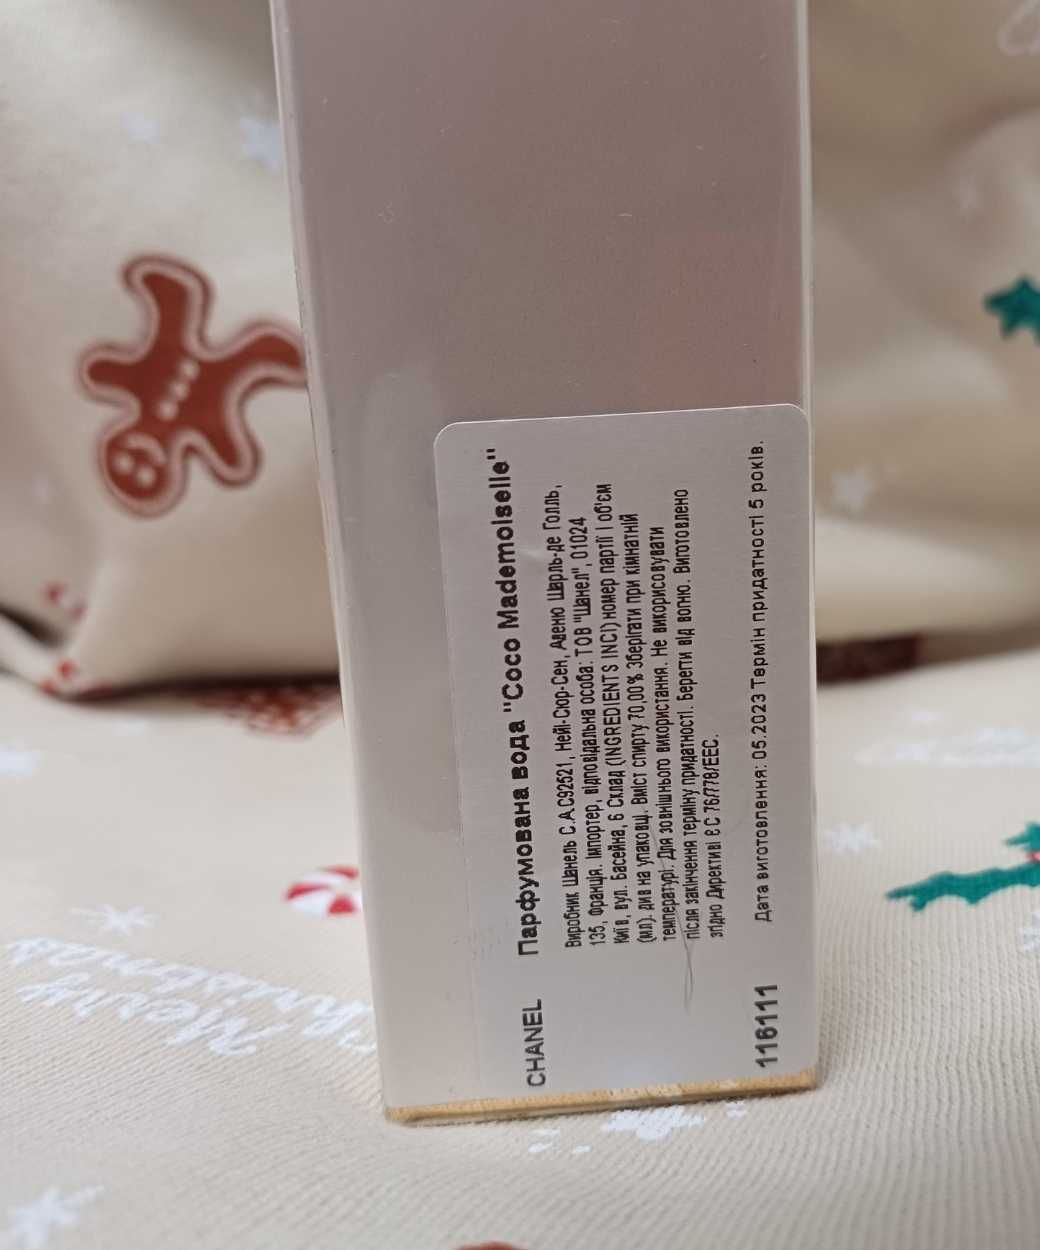 CHANEL Парфумована вода "Coco Mademoiselle"
Виробник Шанель С.А С92521, Нейї-Сюр-Сен, Авеню Шарль-де Голль,
135, Франція. Імпортер, відповідальна особа: ТОВ "Шанел", 01024
Київ, вул. Басейна, 6 Склад (INGREDIENTS INCI) номер партії і об'єм
(мл). див на упаковці. Вміст спирту 70,00% Зберігати при кімнатній
температурі. Для зовнішнього використання. Не використовувати
після закінчення терміну придатності. Берегти від вогню. Виготовлено
згідно Директиві ЄС 76/778/ЕЕС.
116111 Дата виготовлення: 05.2023 Термін придатності 5 років.
Merry
Christmas